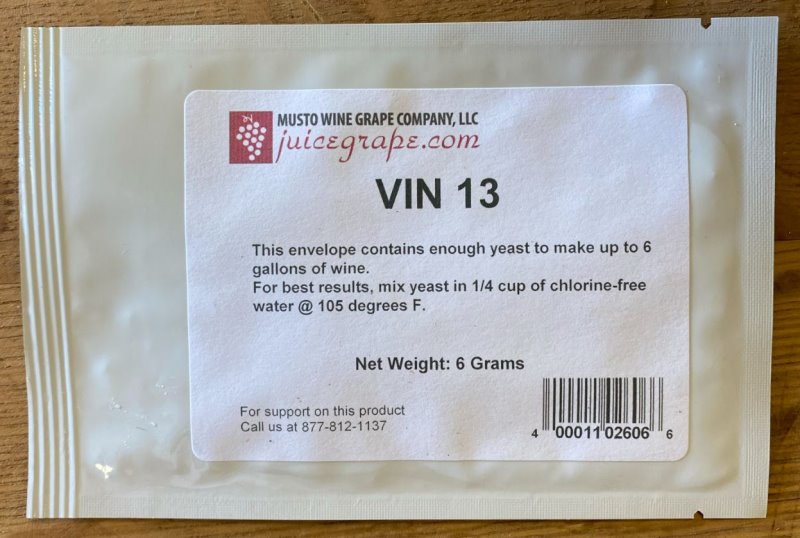 MUSTO WINE GRAPE COMPANY, LLC
juicegrape.com
VIN 13
This envelope contains enough yeast to make up to 6
gallons of wine.
For best results, mix yeast in 1/4 cup of chlorine-free
water @ 105 degrees F.
Net Weight: 6 Grams
For support on this product
Call us at 877-812-1137
4 00011 02606 6